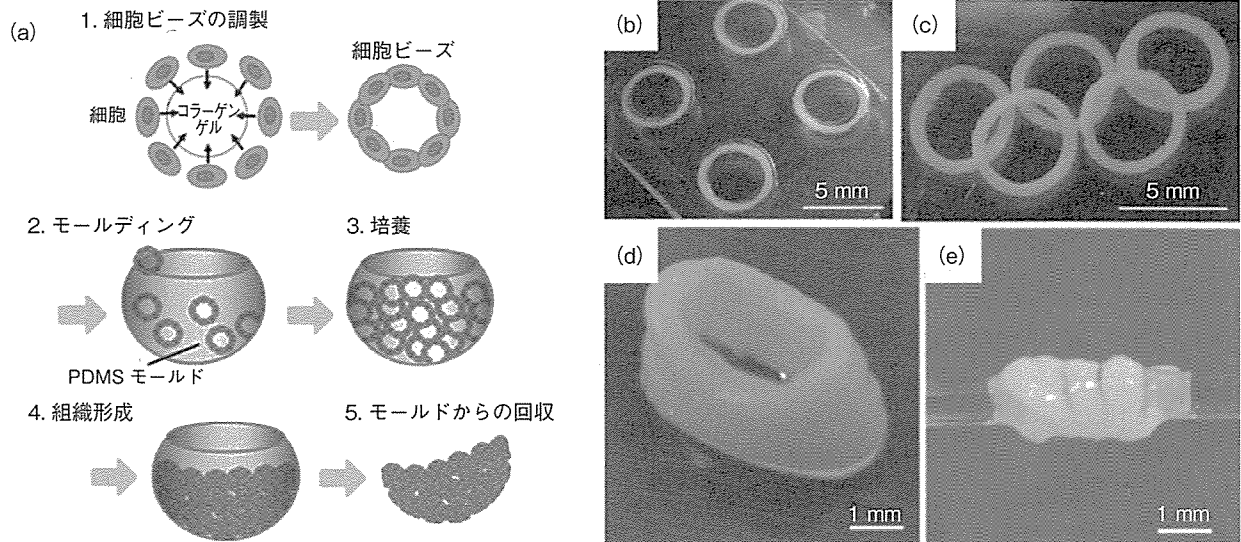 (a)
1. 細胞ビーズの調製
細胞ビーズ
細胞
コラーゲン
ゲル
2. モールディング
3. 培養
PDMS モールド
4. 組織形成
5. モールドからの回収
(b)
5 mm
(c)
5 mm
(d)
1 mm
(e)
1 mm